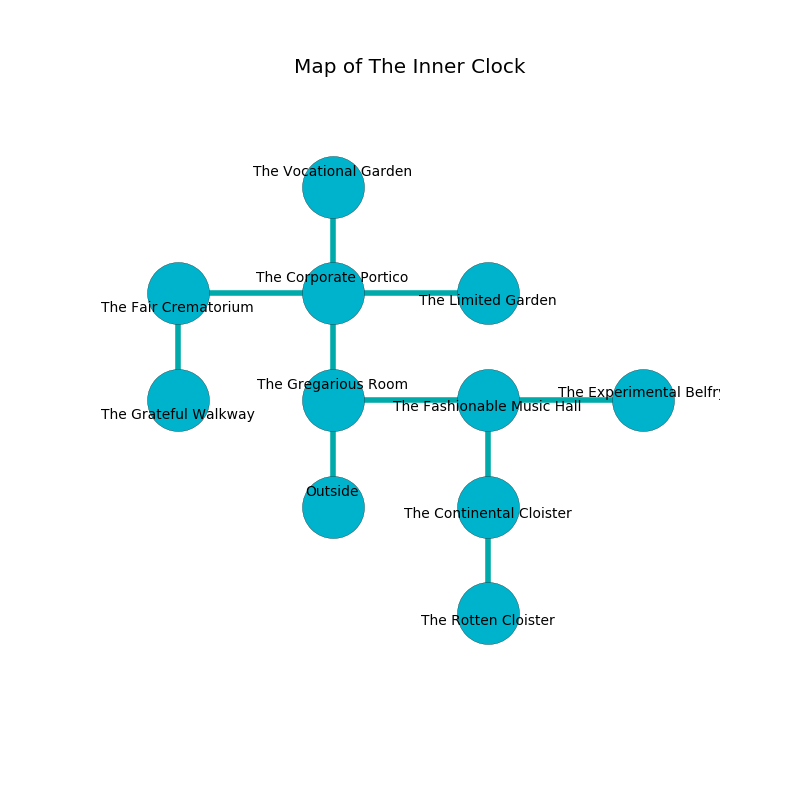 Map of The Inner Clock
The Vocational Garden
The Corporate Portico
The Limited Garden
The Fair Crematorium
The Gregarious Room
The Experimental Belfry
The Fashionable Music Hall
The Grateful Walkway
Outside
The Continental Cloister
The Rotten Cloister